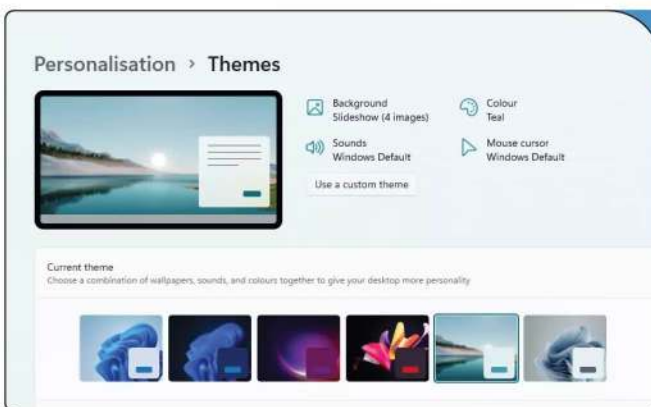 Personalisation > Themes
Background
Slideshow (4 images)
Colour
Teal
Sounds
Windows Default
Mouse cursor
Windows Default
Use a custom theme
Current theme
Choose a combination of wallpapers, sounds, and colours together to give your desktop more personality